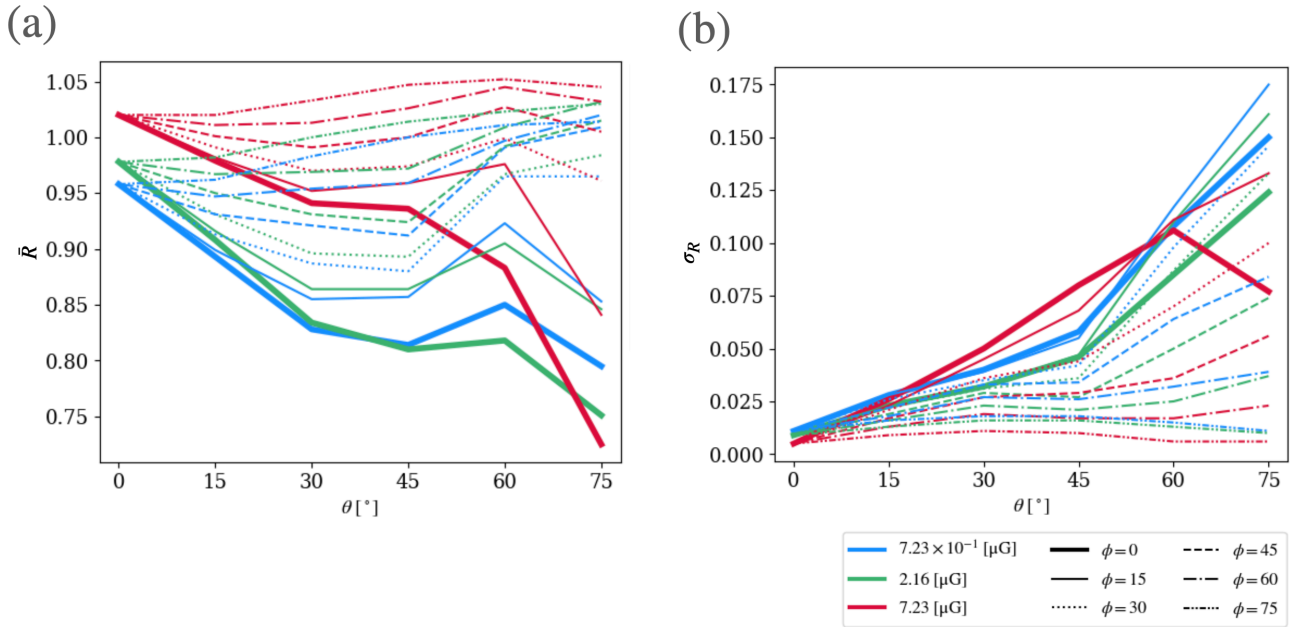 (a)
1.05
1.00
0.95
0.90
0.85
0.80
0.75
R̄
0 15 30 45 60 75
θ [°]
(b)
0.175
0.150
0.125
0.100
0.075
0.050
0.025
0.000
σ_R
0 15 30 45 60 75
θ [°]
7.23 × 10⁻¹ [μG] ϕ = 0 ϕ = 45
2.16 [μG] ϕ = 15 ϕ = 60
7.23 [μG] ϕ = 30 ϕ = 75